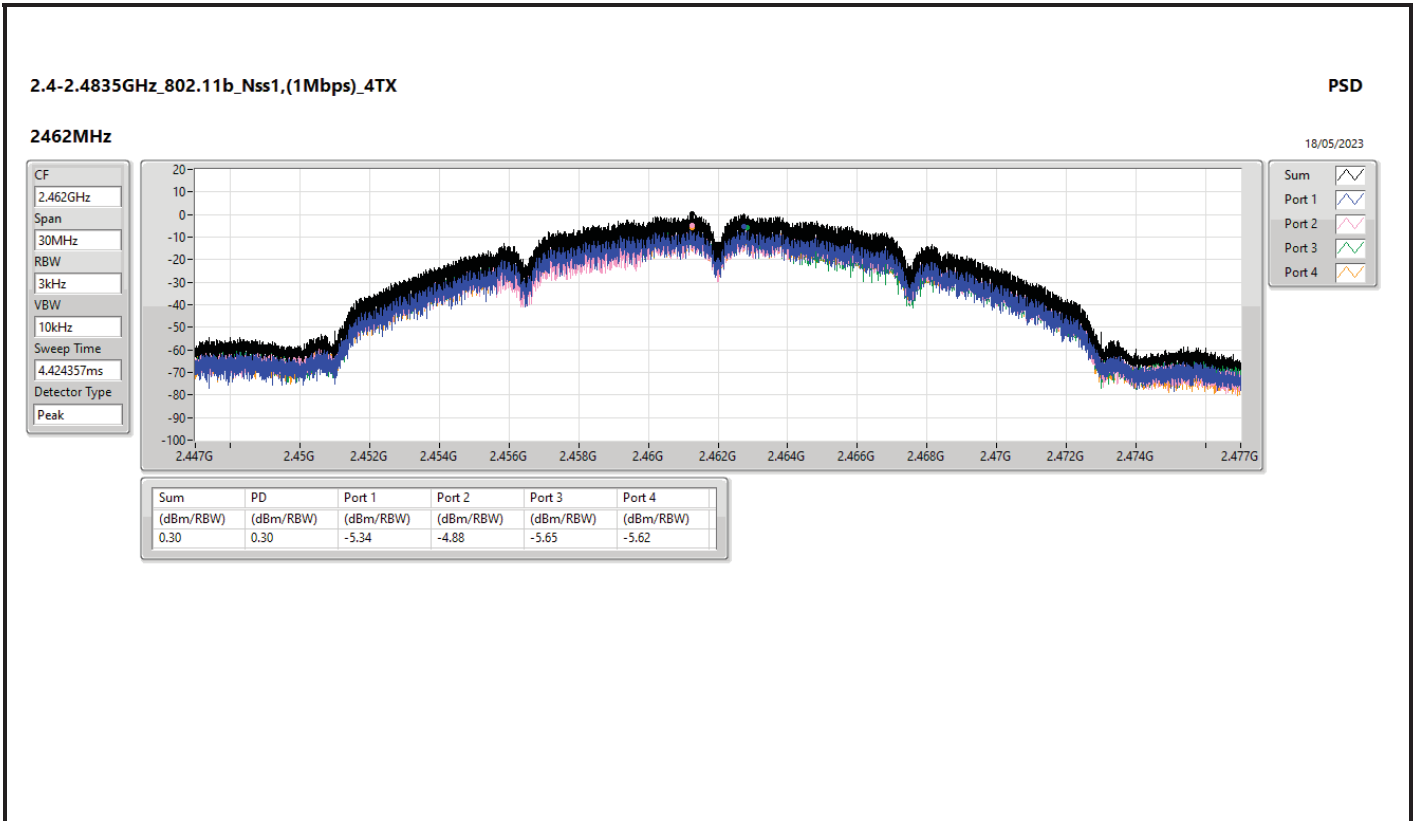 2.4-2.4835GHz_802.11b_Nss1,(1Mbps)_4TX
PSD
2462MHz
18/05/2023
CF
2.462GHz
Span
30MHz
RBW
3kHz
VBW
10kHz
Sweep Time
4.424357ms
Detector Type
Peak
20
10
0
-10
-20
-30
-40
-50
-60
-70
-80
-90
-100
2.447G 2.45G 2.452G 2.454G 2.456G 2.458G 2.46G 2.462G 2.464G 2.466G 2.468G 2.47G 2.472G 2.474G 2.477G
Sum
Port 1
Port 2
Port 3
Port 4
Sum PD Port 1 Port 2 Port 3 Port 4
(dBm/RBW) (dBm/RBW) (dBm/RBW) (dBm/RBW) (dBm/RBW) (dBm/RBW)
0.30 0.30 -5.34 -4.88 -5.65 -5.62